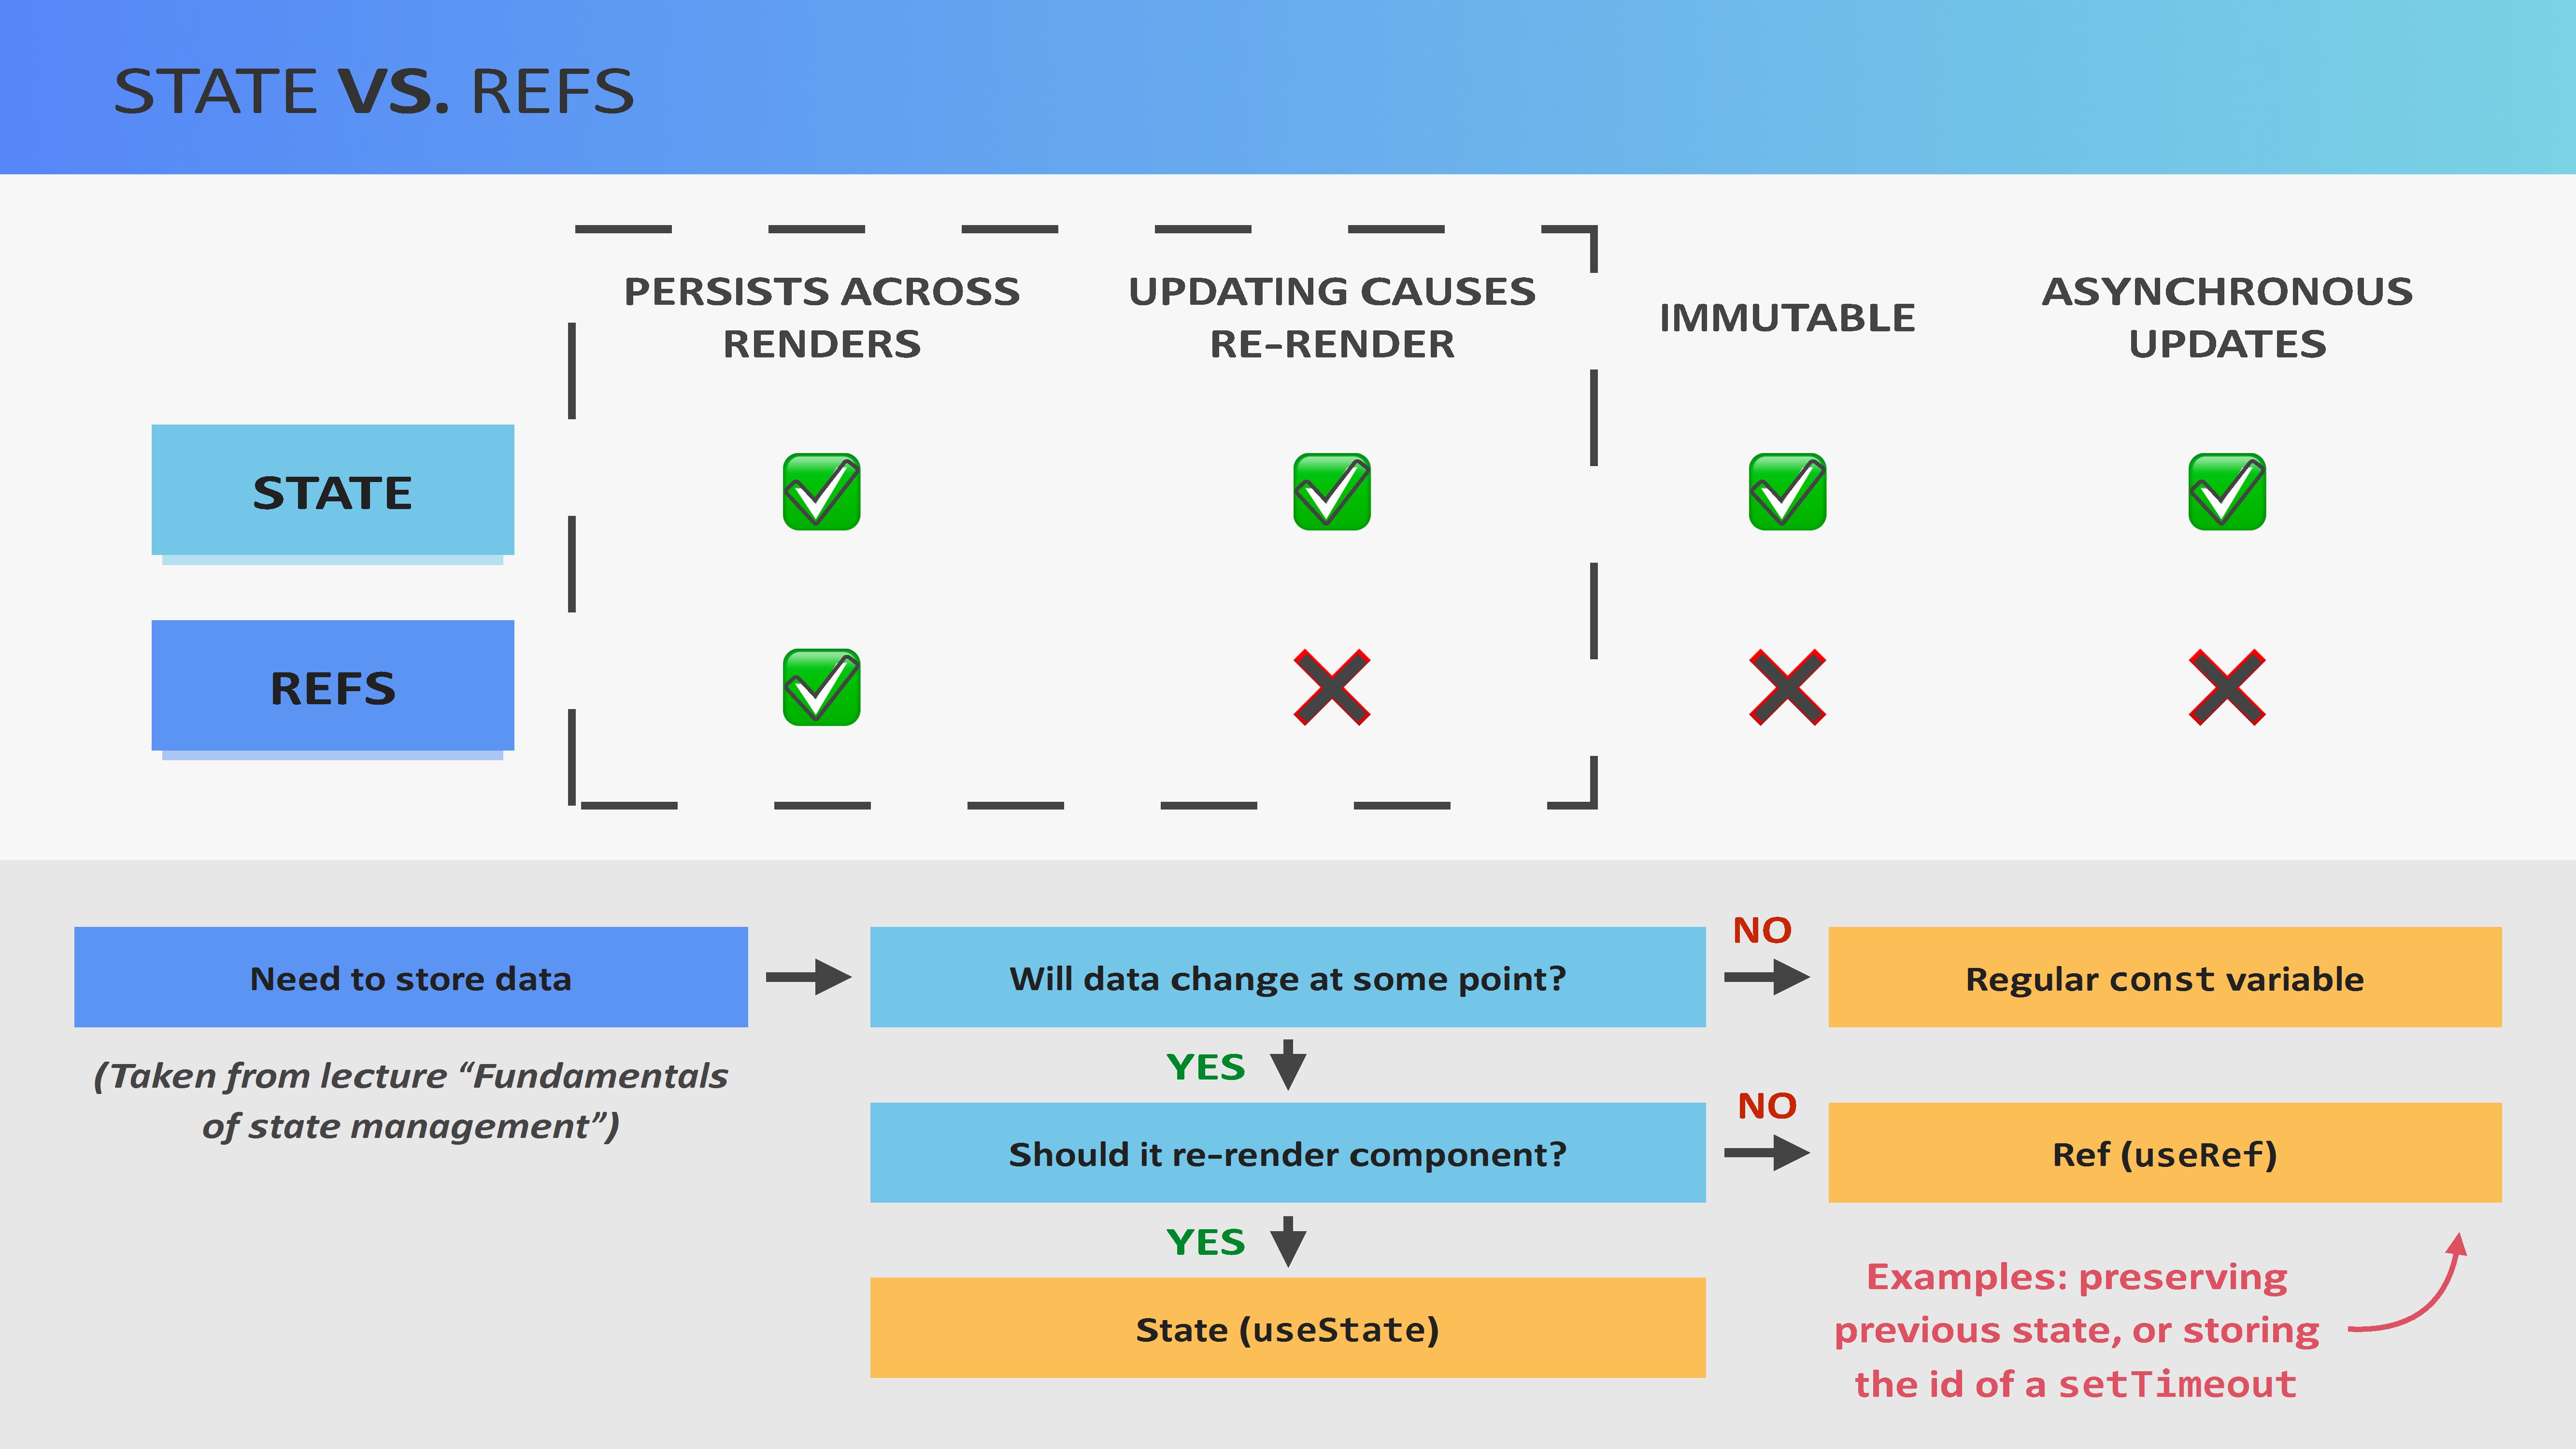 STATE VS. REFS
PERSISTS ACROSS
RENDERS
UPDATING CAUSES
RE-RENDER
IMMUTABLE
ASYNCHRONOUS
UPDATES
STATE
REFS
Need to store data
(Taken from lecture “Fundamentals
of state management”)
Will data change at some point?
NO
Regular const variable
YES
Should it re-render component?
NO
Ref (useRef)
YES
State (useState)
Examples: preserving
previous state, or storing
the id of a setTimeout